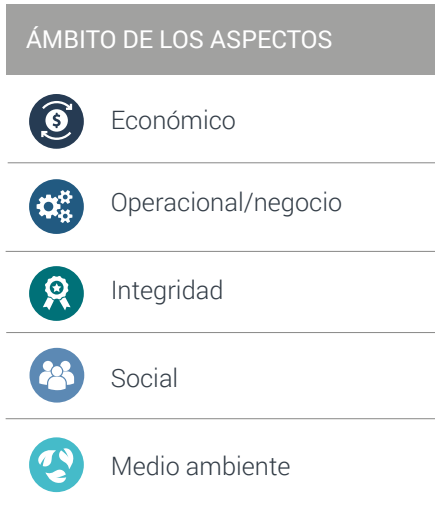 ÁMBITO DE LOS ASPECTOS
$
Económico
Operacional/negocio
Integridad
Social
Medio ambiente